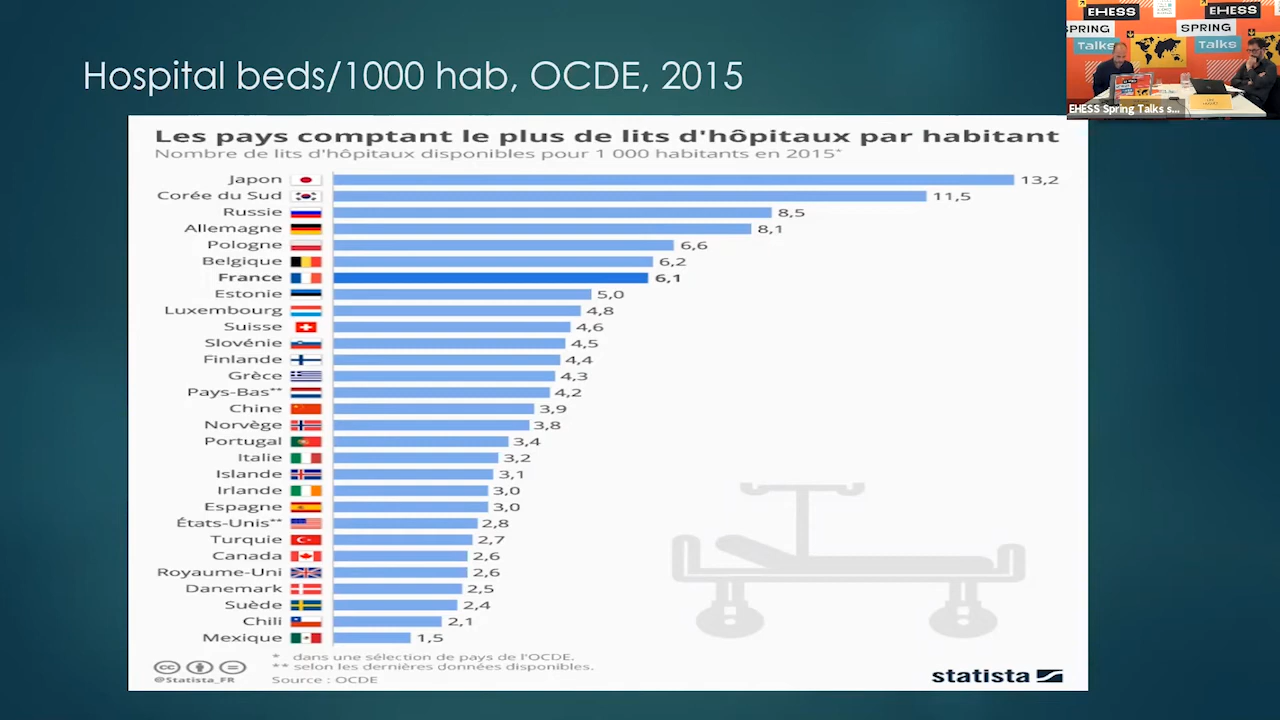 Hospital beds/1000 hab, OCDE, 2015
EHESS
EHESS
SPRING
SPRING
Talks
Talks
EHESS Spring Talks s...
Les pays comptant le plus de lits d'hôpitaux par habitant
Nombre de lits d'hôpitaux disponibles pour 1 000 habitants en 2015*
Japon 13,2
Corée du Sud 11,5
Russie 8,5
Allemagne 8,1
Pologne 6,6
Belgique 6,2
France 6,1
Estonie 5,0
Luxembourg 4,8
Suisse 4,6
Slovénie 4,5
Finlande 4,4
Grèce 4,3
Pays-Bas** 4,2
Chine 3,9
Norvège 3,8
Portugal 3,4
Italie 3,2
Islande 3,1
Irlande 3,0
Espagne 3,0
États-Unis** 2,8
Turquie 2,7
Canada 2,6
Royaume-Uni 2,6
Danemark 2,5
Suède 2,4
Chili 2,1
Mexique 1,5
* dans une sélection de pays de l'OCDE.
** selon les dernières données disponibles.
@Statista_FR
Source : OCDE
statista